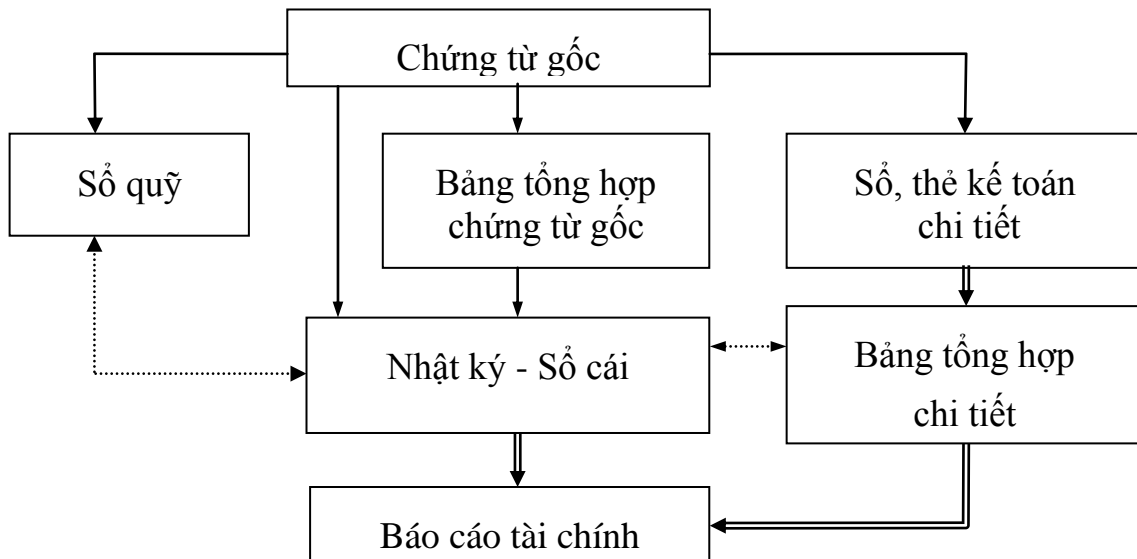 Chứng từ gốc
Sổ quỹ
Bảng tổng hợp
chứng từ gốc
Sổ, thẻ kế toán
chi tiết
Nhật ký - Sổ cái
Bảng tổng hợp
chi tiết
Báo cáo tài chính